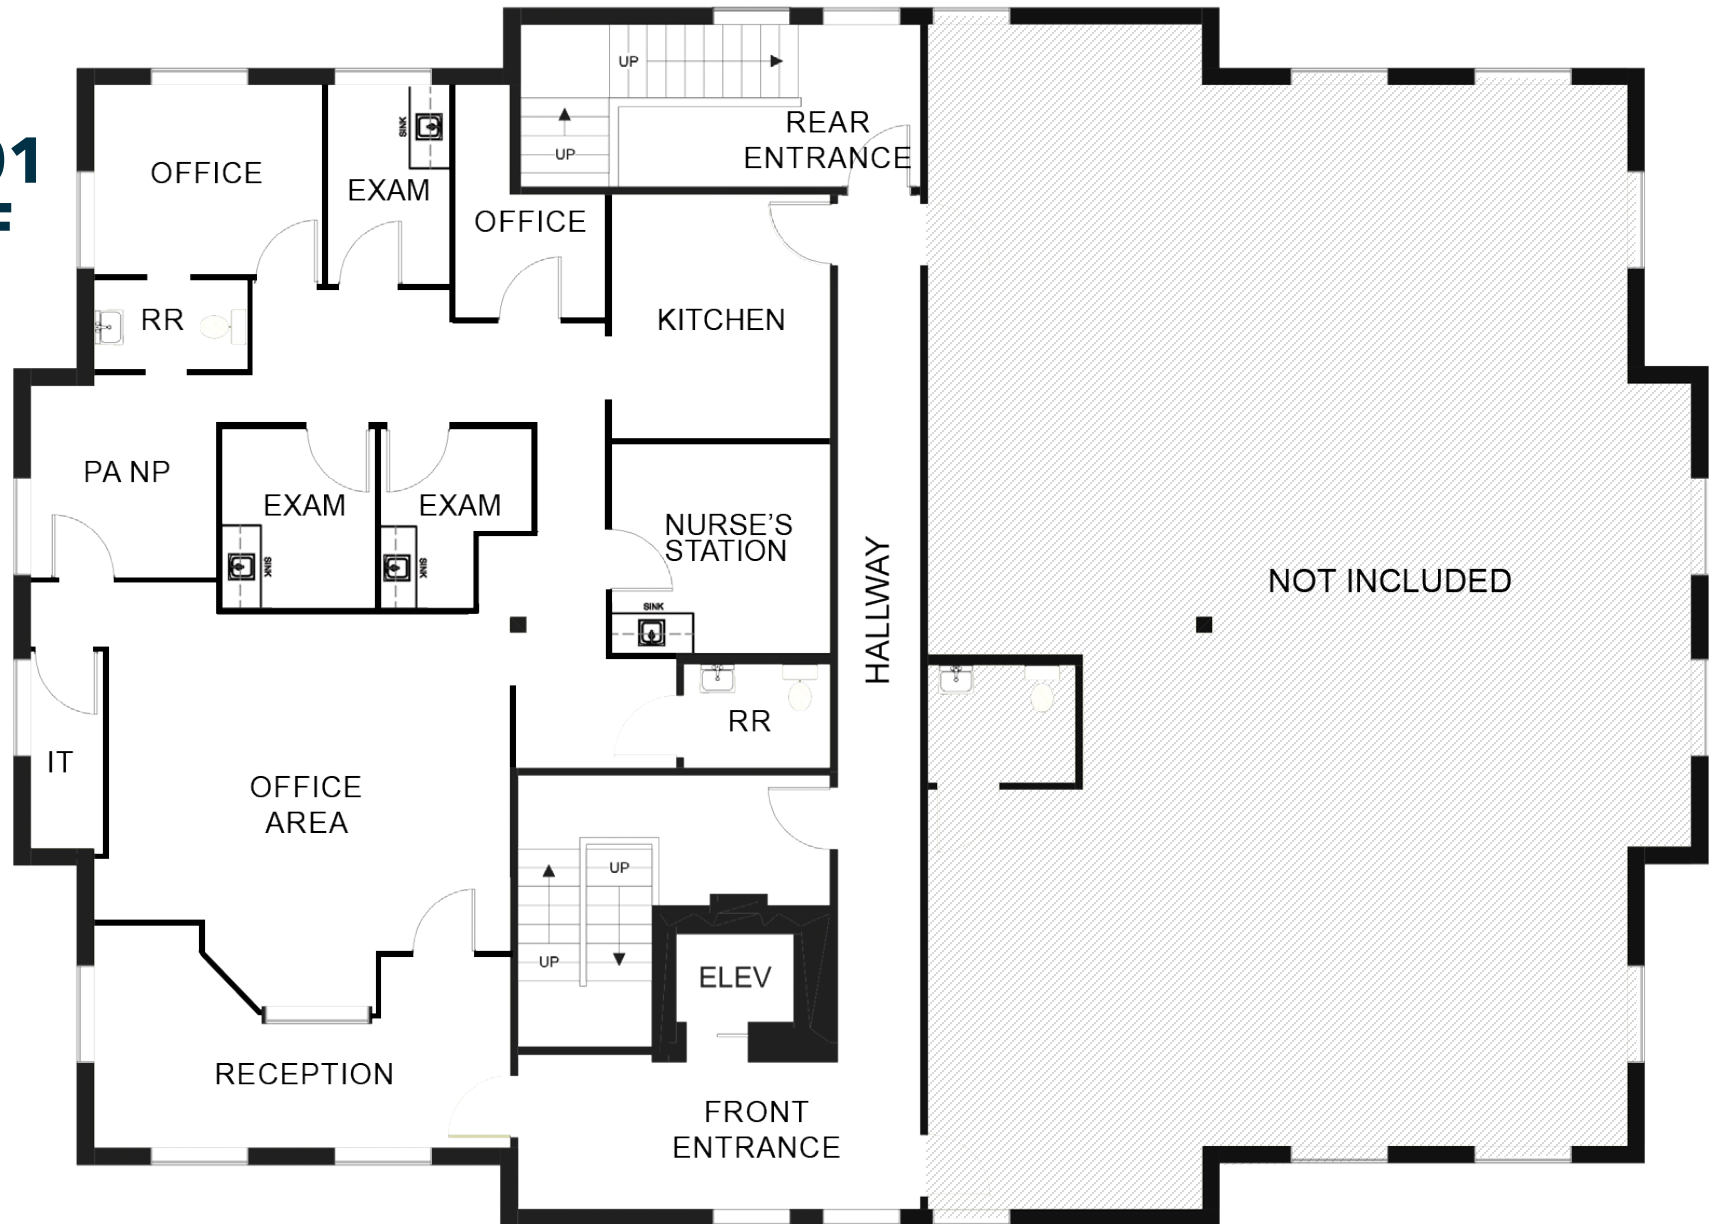 UP
UP
REAR
ENTRANCE
01
OFFICE
SINK
EXAM
OFFICE
RR
KITCHEN
PA NP
EXAM
EXAM
SINK
SINK
NURSE'S
STATION
SINK
HALLWAY
NOT INCLUDED
RR
IT
OFFICE
AREA
UP
UP
ELEV
RECEPTION
FRONT
ENTRANCE